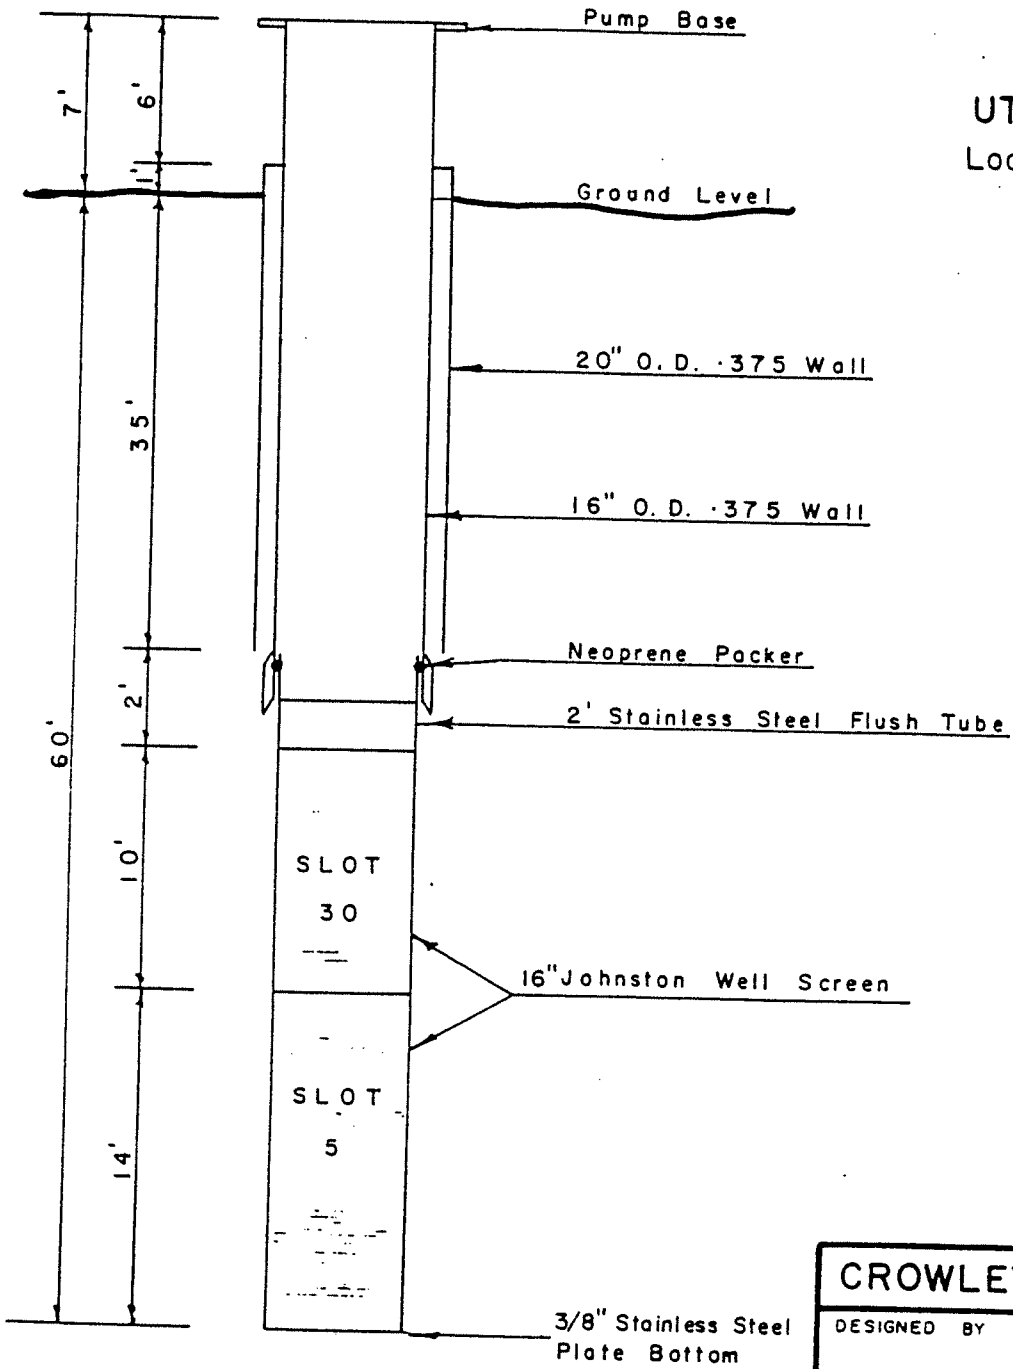 Pump Base
UT
Loc
7'
6'
1'
Ground Level
20" O.D. .375 Wall
35'
16" O.D. .375 Wall
Neoprene Packer
2'
2' Stainless Steel Flush Tube
60'
10'
SLOT
30
16" Johnston Well Screen
SLOT
5
14'
CROWLEY
DESIGNED BY
3/8" Stainless Steel
Plate Bottom